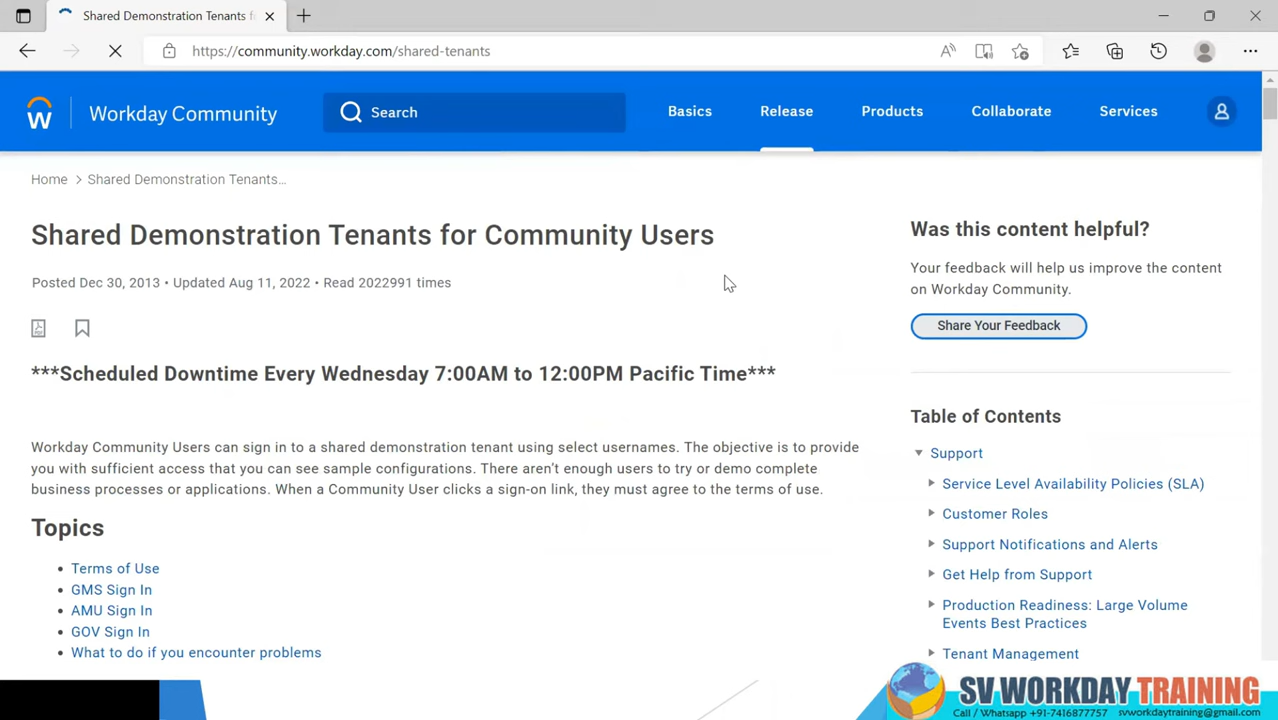 Shared Demonstration Tenants f
https://community.workday.com/shared-tenants
Workday Community
Search
Basics
Release
Products
Collaborate
Services
Home > Shared Demonstration Tenants...
Shared Demonstration Tenants for Community Users
Posted Dec 30, 2013 • Updated Aug 11, 2022 • Read 2022991 times
***Scheduled Downtime Every Wednesday 7:00AM to 12:00PM Pacific Time***
Workday Community Users can sign in to a shared demonstration tenant using select usernames. The objective is to provide
you with sufficient access that you can see sample configurations. There aren't enough users to try or demo complete
business processes or applications. When a Community User clicks a sign-on link, they must agree to the terms of use.
Topics
• Terms of Use
• GMS Sign In
• AMU Sign In
• GOV Sign In
• What to do if you encounter problems
Was this content helpful?
Your feedback will help us improve the content
on Workday Community.
Share Your Feedback
Table of Contents
Support
Service Level Availability Policies (SLA)
Customer Roles
Support Notifications and Alerts
Get Help from Support
Production Readiness: Large Volume
Events Best Practices
Tenant Management
SV WORKDAY TRAINING
Call / Whatsapp +91-7416877757 svworkdaytraining@gmail.com